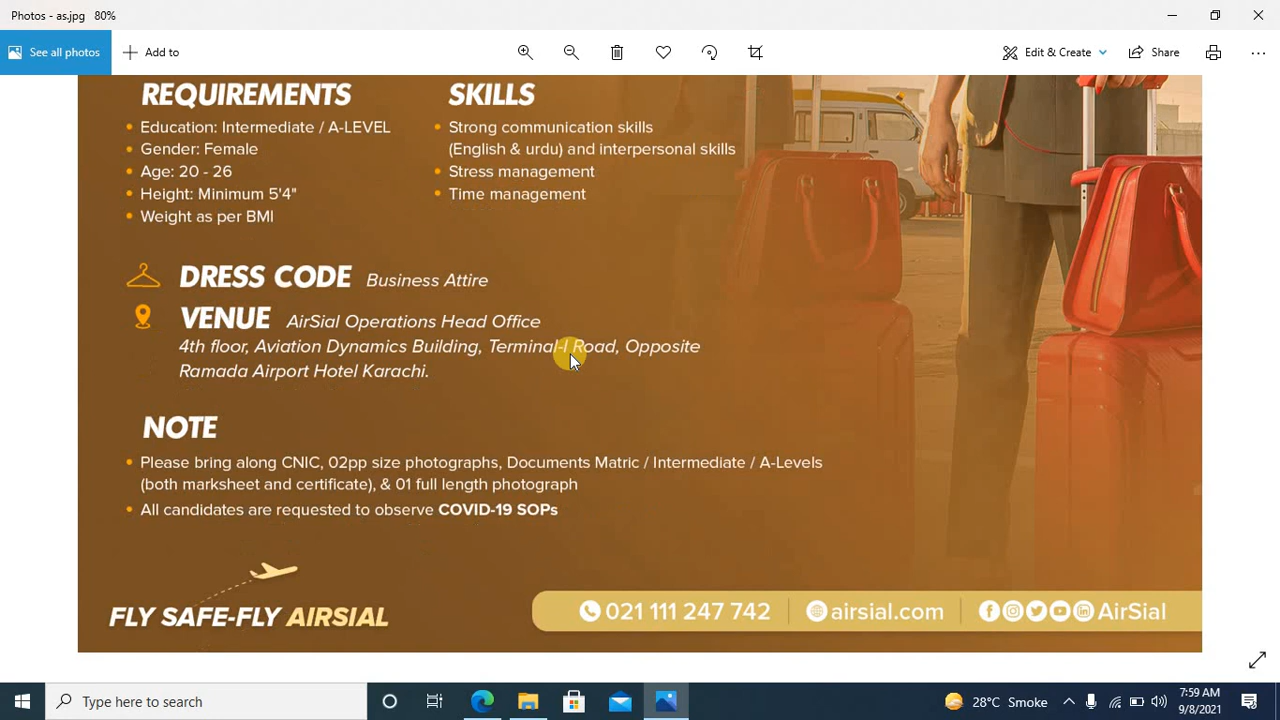 Photos - as.jpg 80%
See all photos
Add to
Edit & Create
Share
REQUIREMENTS
• Education: Intermediate / A-LEVEL
• Gender: Female
• Age: 20 - 26
• Height: Minimum 5'4"
• Weight as per BMI
SKILLS
• Strong communication skills
(English & urdu) and interpersonal skills
• Stress management
• Time management
DRESS CODE Business Attire
VENUE AirSial Operations Head Office
4th floor, Aviation Dynamics Building, Terminal-I Road, Opposite
Ramada Airport Hotel Karachi.
NOTE
• Please bring along CNIC, 02pp size photographs, Documents Matric / Intermediate / A-Levels
(both marksheet and certificate), & 01 full length photograph
• All candidates are requested to observe COVID-19 SOPs
FLY SAFE-FLY AIRSIAL
021 111 247 742
airsial.com
AirSial
Type here to search
28°C Smoke
7:59 AM
9/8/2021